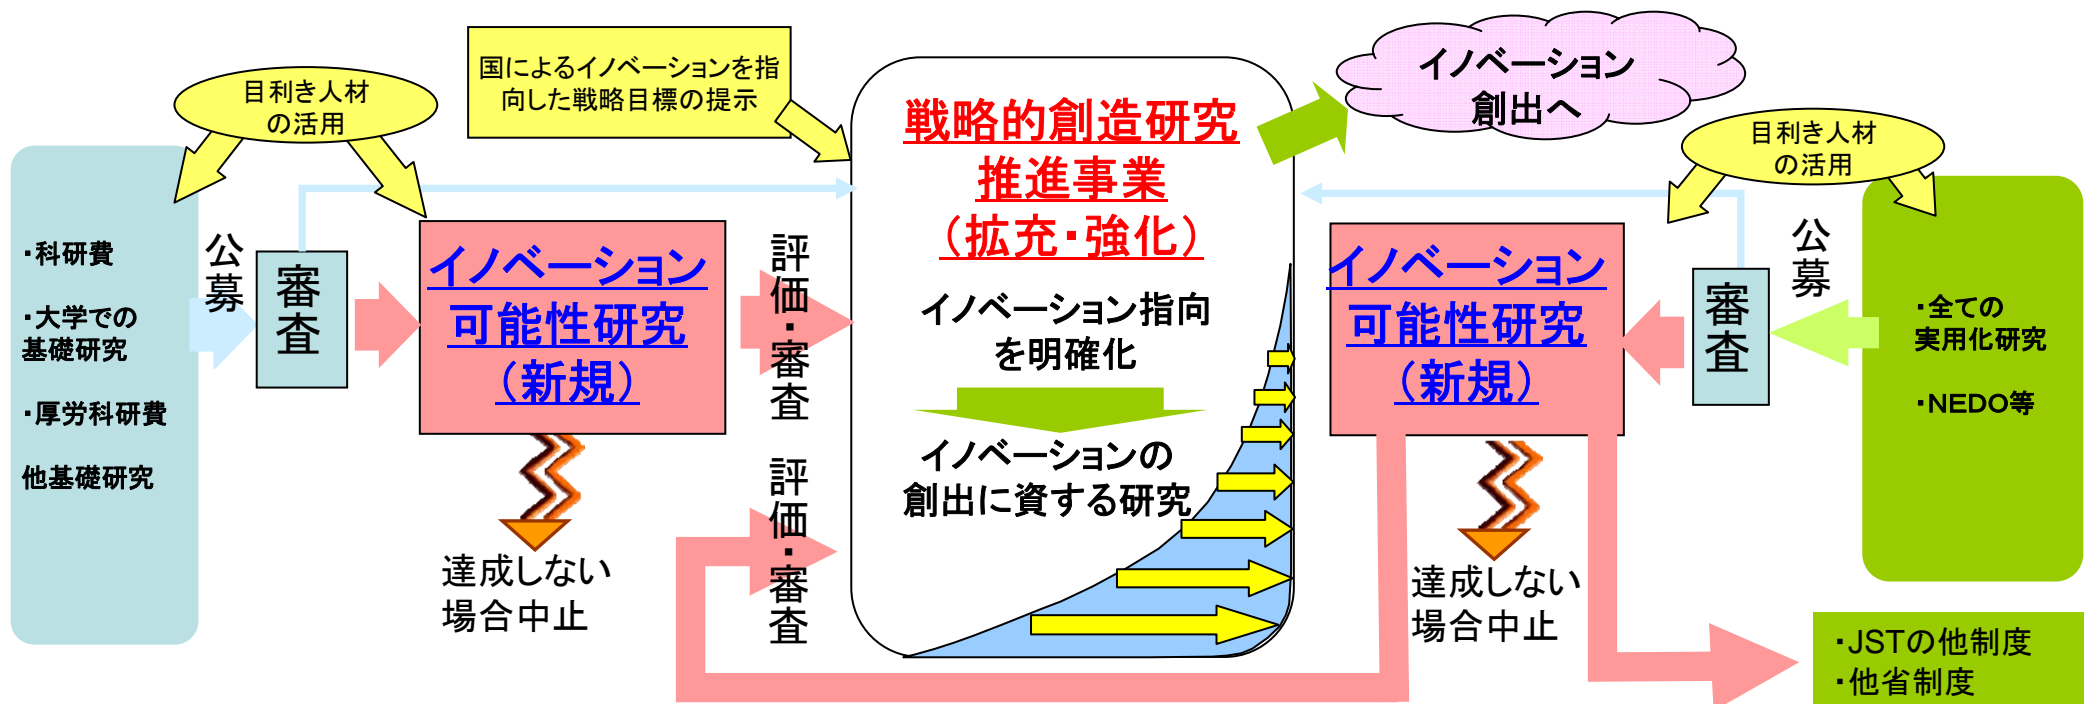 目利き人材
の活用
国によるイノベーションを指
向した戦略目標の提示
イノベーション
創出へ
目利き人材
の活用
・科研費
・大学での
基礎研究
・厚労科研費
他基礎研究
公募
審査
イノベーション
可能性研究
（新規）
達成しない
場合中止
評価・審査
評価・審査
戦略的創造研究
推進事業
（拡充・強化）
イノベーション指向
を明確化
イノベーションの
創出に資する研究
イノベーション
可能性研究
（新規）
達成しない
場合中止
審査
公募
・全ての
実用化研究
・NEDO等
・JSTの他制度
・他省制度